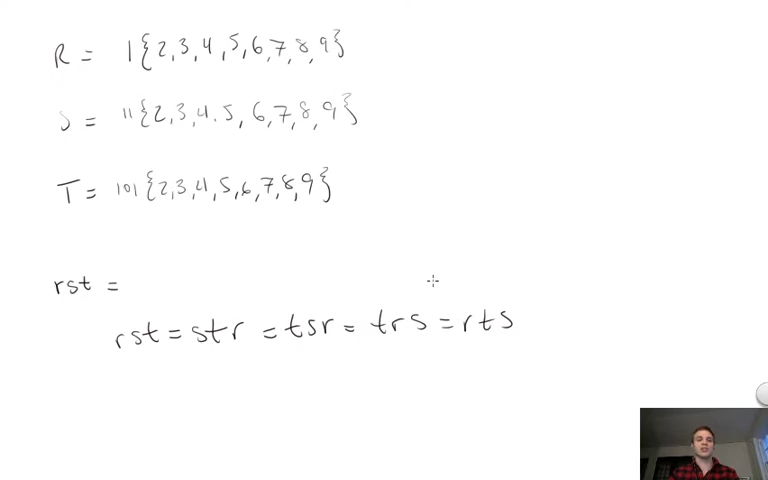 R = 1{2,3,4,5,6,7,8,9}
S = 11{2,3,4.5,6,7,8,9}
T = 101{2,3,4,5,6,7,8,9}
rst =
rst = str = tsr = trs = rts